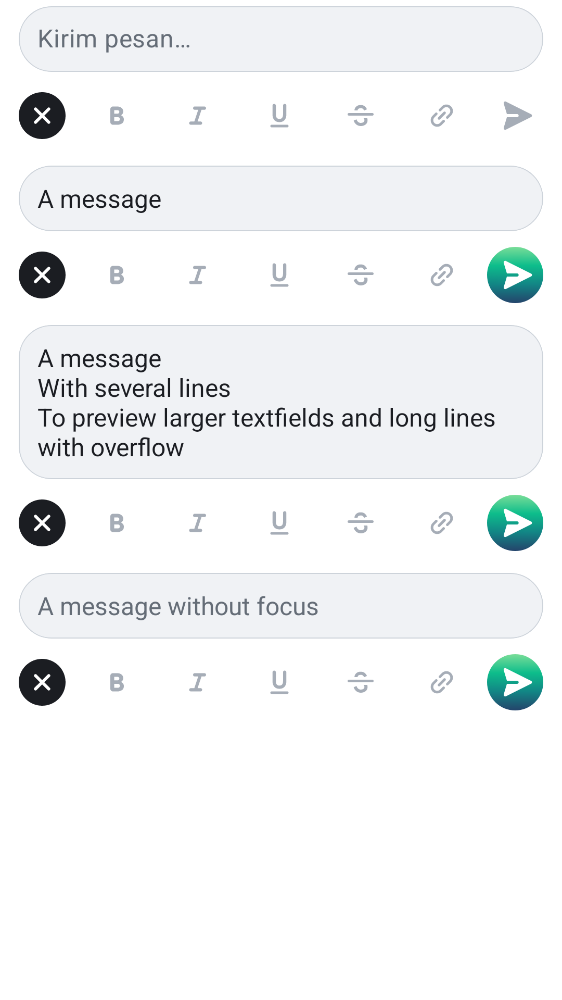 Kirim pesan…
A message
A message
With several lines
To preview larger textfields and long lines
with overflow
A message without focus